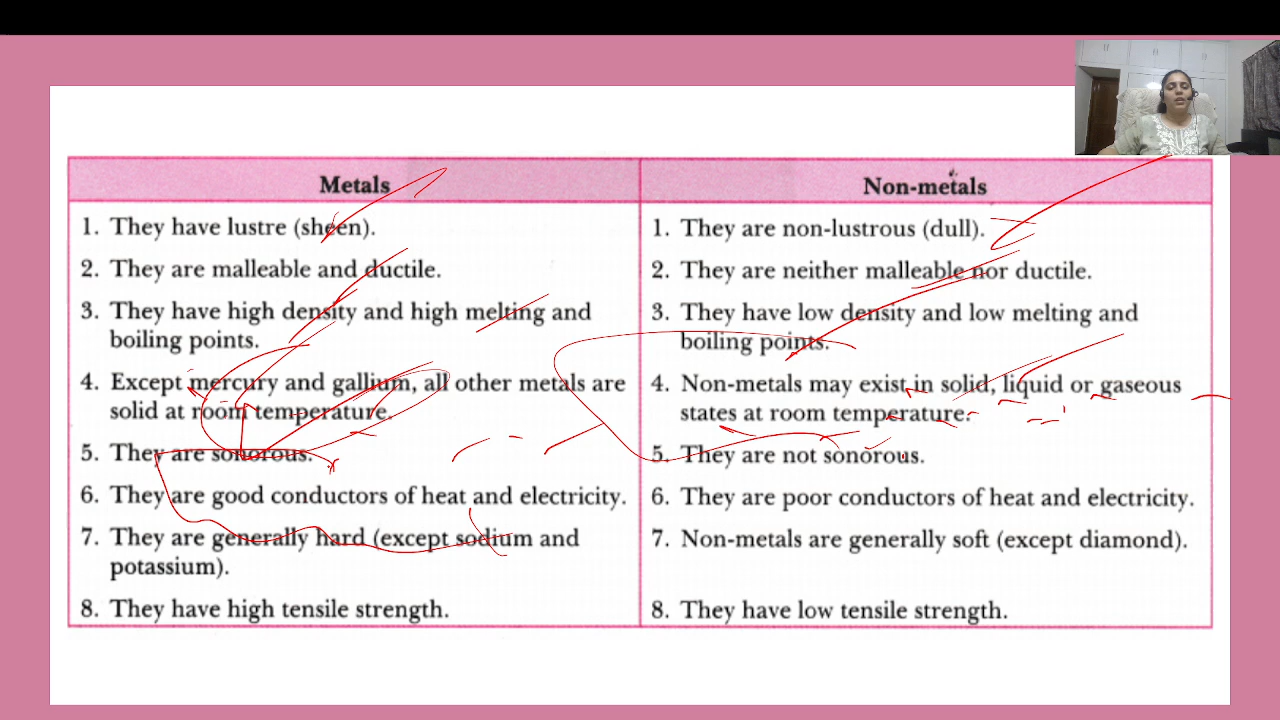 Metals
Non-metals
1. They have lustre (sheen).
1. They are non-lustrous (dull).
2. They are malleable and ductile.
2. They are neither malleable nor ductile.
3. They have high density and high melting and
boiling points.
3. They have low density and low melting and
boiling points.
4. Except mercury and gallium, all other metals are
solid at room temperature.
4. Non-metals may exist in solid, liquid or gaseous
states at room temperature.
5. They are sonorous.
5. They are not sonorous.
6. They are good conductors of heat and electricity.
6. They are poor conductors of heat and electricity.
7. They are generally hard (except sodium and
potassium).
7. Non-metals are generally soft (except diamond).
8. They have high tensile strength.
8. They have low tensile strength.